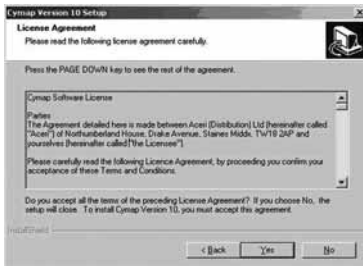 Cymap Version 10 Setup
License Agreement
Please read the following license agreement carefully.
Press the PAGE DOWN key to see the rest of the agreement.
Cymap Software License
Parties
The Agreement detailed here is made between Aceri (Distribution) Ltd (hereinafter called
"Aceri") of Northumberland House, Drake Avenue, Staines Middx, TW18 2AP and
yourselves (hereinafter called "the Licensee").
Please carefully read the following Licence Agreement, by proceeding you confirm your
acceptance of these Terms and Conditions.
Do you accept all the terms of the preceding License Agreement? If you choose No, the
setup will close. To install Cymap Version 10, you must accept this agreement.
InstallShield
< Back
Yes
No